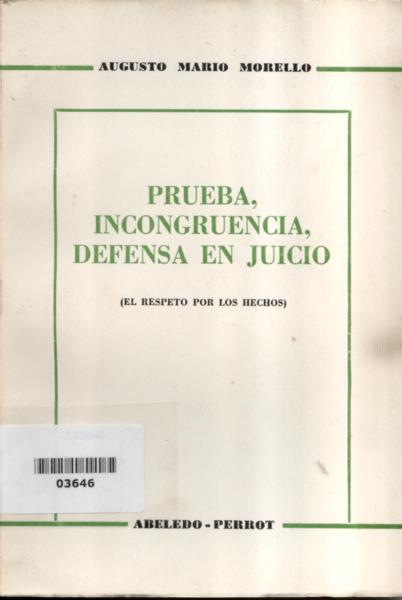 AUGUSTO MARIO MORELLO
PRUEBA,
INCONGRUENCIA,
DEFENSA EN JUICIO
(EL RESPETO POR LOS HECHOS)
03646
ABELEDO-PERROT